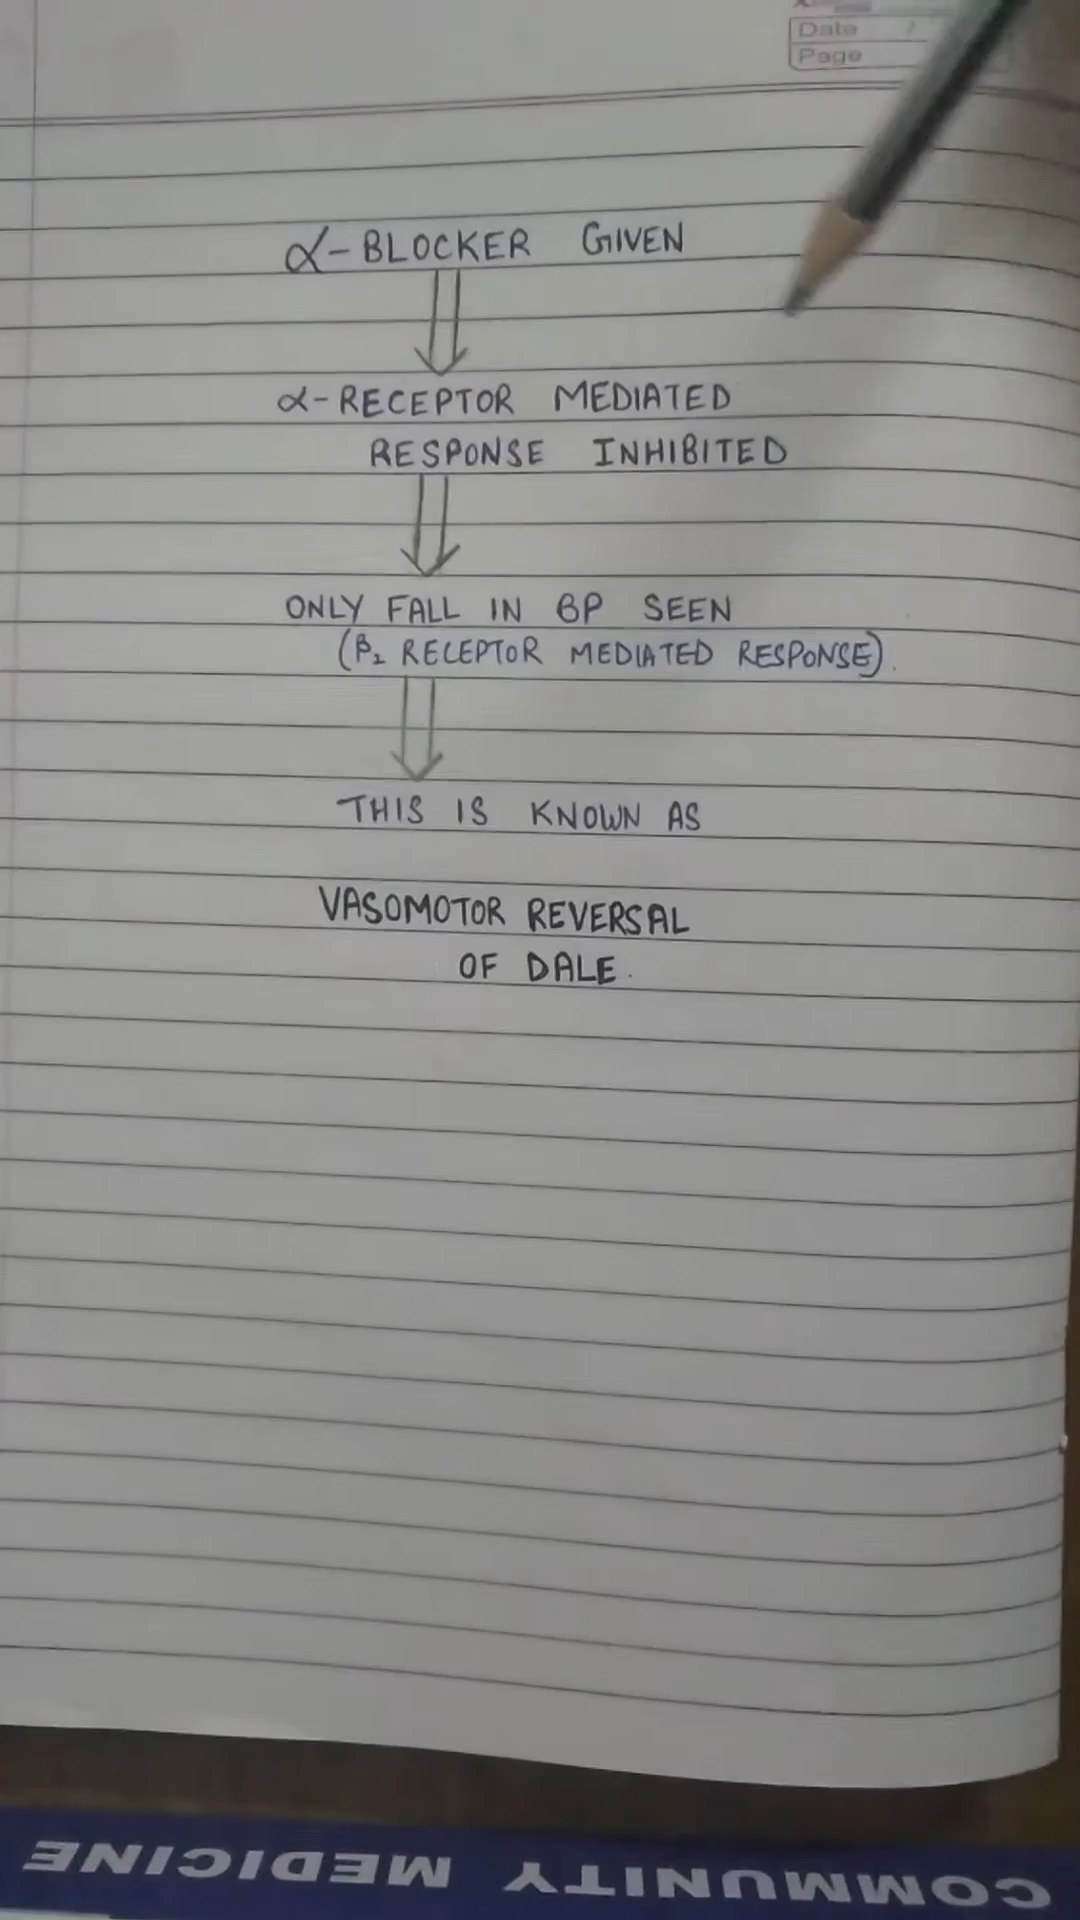 Date /
Page
α-BLOCKER GIVEN
α-RECEPTOR MEDIATED
RESPONSE INHIBITED
ONLY FALL IN BP SEEN
(β₂ RECEPTOR MEDIATED RESPONSE).
THIS IS KNOWN AS
VASOMOTOR REVERSAL
OF DALE.
COMMUNITY MEDICINE